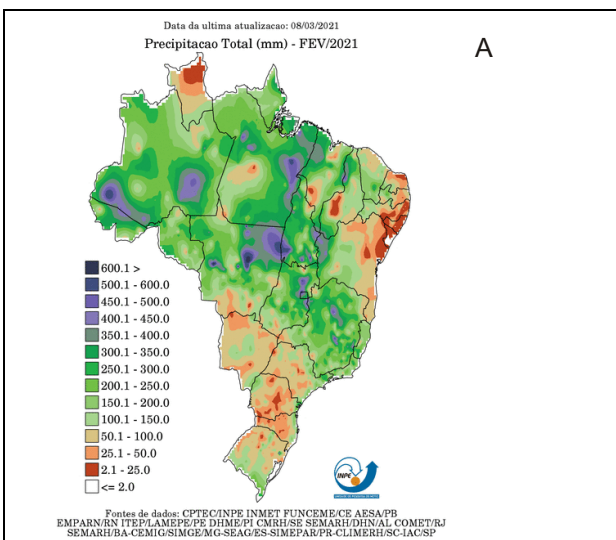 Data da ultima atualizacao: 08/03/2021
Precipitacao Total (mm) - FEV/2021
A
600.1 >
500.1 - 600.0
450.1 - 500.0
400.1 - 450.0
350.1 - 400.0
300.1 - 350.0
250.1 - 300.0
200.1 - 250.0
150.1 - 200.0
100.1 - 150.0
50.1 - 100.0
25.1 - 50.0
2.1 - 25.0
<= 2.0
INPE
Fontes de dados: CPTEC/INPE INMET FUNCEME/CE AESA/PB
EMPARN/RN ITEP/LAMEPE/PE DHME/PI CMRH/SE SEMARH/DHN/AL COMET/RJ
SEMARH/BA-CEMIG/SIMGE/MG-SEAG/ES-SIMEPAR/PR-CLIMERH/SC-IAC/SP